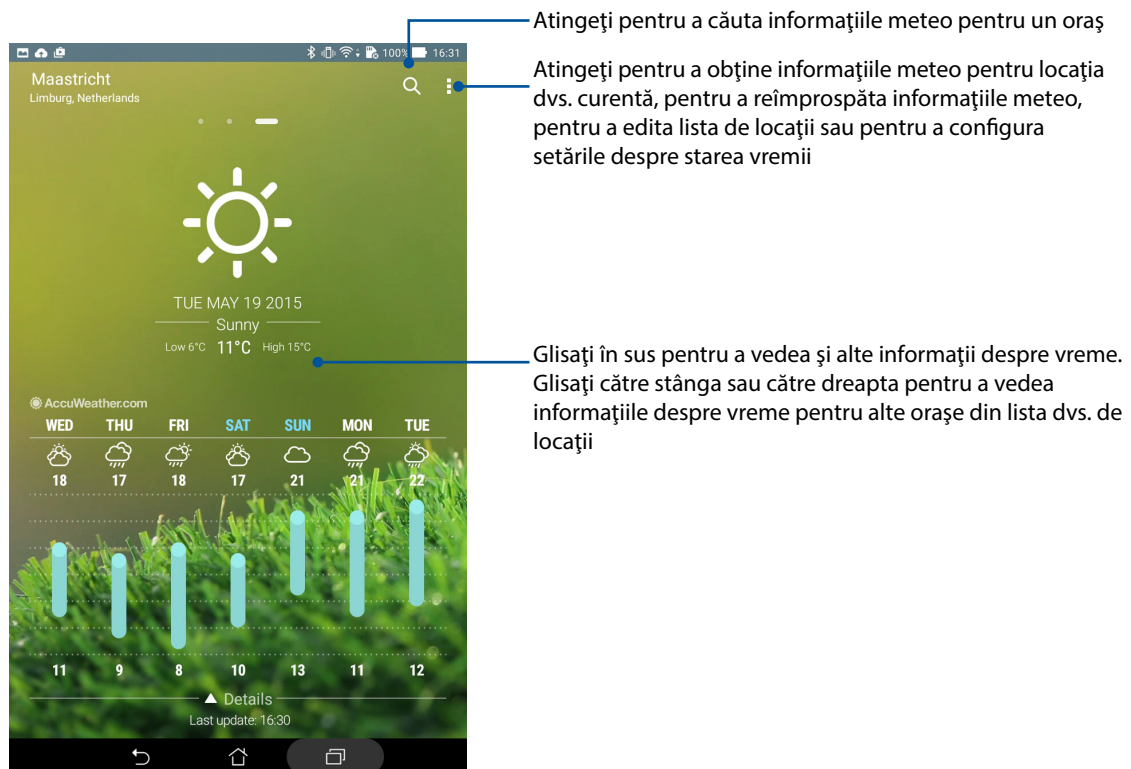 Atingeţi pentru a căuta informaţiile meteo pentru un oraş
100% 16:31
Maastricht
Limburg, Netherlands
Atingeţi pentru a obţine informaţiile meteo pentru locaţia
dvs. curentă, pentru a reîmprospăta informaţiile meteo,
pentru a edita lista de locaţii sau pentru a configura
setările despre starea vremii
TUE MAY 19 2015
Sunny
Low 6°C 11°C High 15°C
Glisaţi în sus pentru a vedea şi alte informaţii despre vreme.
Glisaţi către stânga sau către dreapta pentru a vedea
informaţiile despre vreme pentru alte oraşe din lista dvs. de
locaţii
AccuWeather.com
WED THU FRI SAT SUN MON TUE
18 17 18 17 21 21 22
11 9 8 10 13 11 12
Details
Last update: 16:30